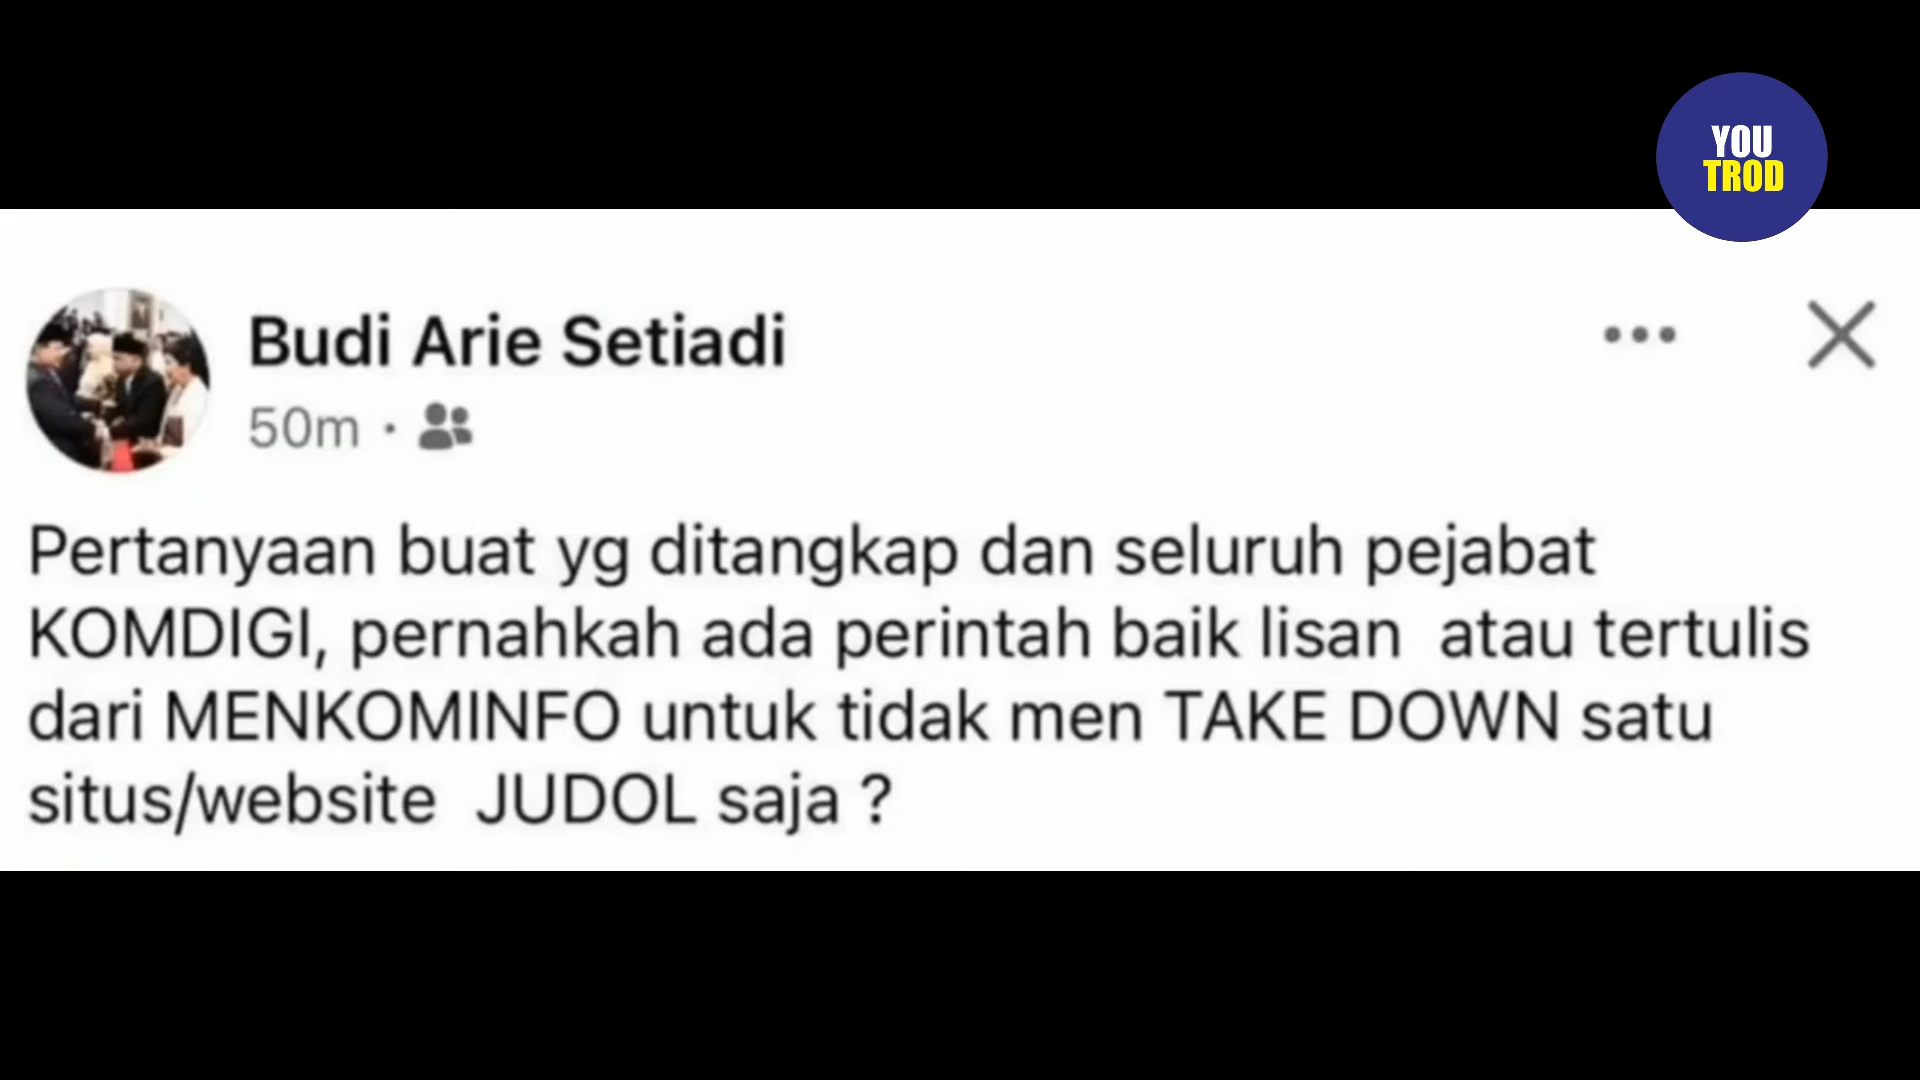 YOU
TROD
Budi Arie Setiadi
50m ·
Pertanyaan buat yg ditangkap dan seluruh pejabat
KOMDIGI, pernahkah ada perintah baik lisan  atau tertulis
dari MENKOMINFO untuk tidak men TAKE DOWN satu
situs/website  JUDOL saja ?